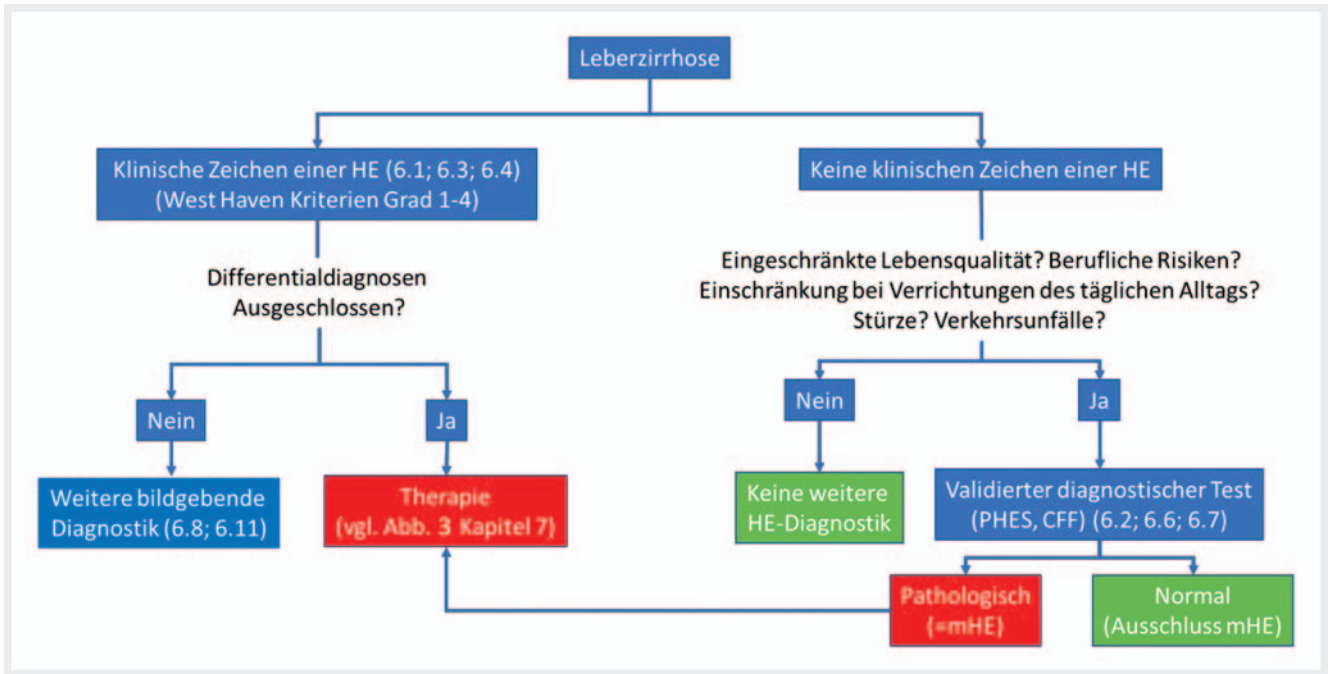 Leberzirrhose
Klinische Zeichen einer HE (6.1; 6.3; 6.4)
(West Haven Kriterien Grad 1-4)
Keine klinischen Zeichen einer HE
Differentialdiagnosen
Ausgeschlossen?
Eingeschränkte Lebensqualität? Berufliche Risiken?
Einschränkung bei Verrichtungen des täglichen Alltags?
Stürze? Verkehrsunfälle?
Nein
Ja
Nein
Ja
Weitere bildgebende
Diagnostik (6.8; 6.11)
Therapie
(vgl. Abb. 3 Kapitel 7)
Keine weitere
HE-Diagnostik
Validierter diagnostischer Test
(PHES, CFF) (6.2; 6.6; 6.7)
Pathologisch
(=mHE)
Normal
(Ausschluss mHE)